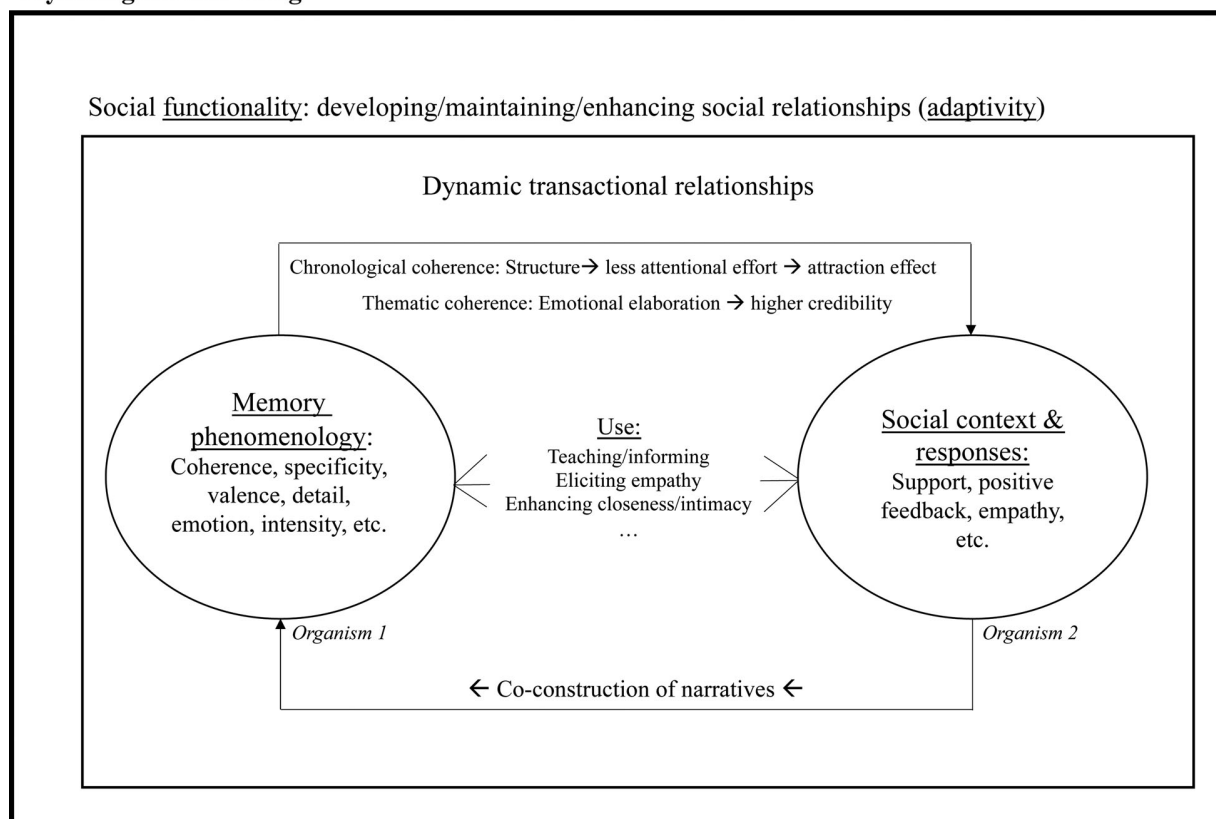 Social functionality: developing/maintaining/enhancing social relationships (adaptivity)
Dynamic transactional relationships
Chronological coherence: Structure→ less attentional effort → attraction effect
Thematic coherence: Emotional elaboration → higher credibility
Memory
phenomenology:
Coherence, specificity,
valence, detail,
emotion, intensity, etc.
Organism 1
Use:
Teaching/informing
Eliciting empathy
Enhancing closeness/intimacy
…
Social context &
responses:
Support, positive
feedback, empathy,
etc.
Organism 2
← Co-construction of narratives ←